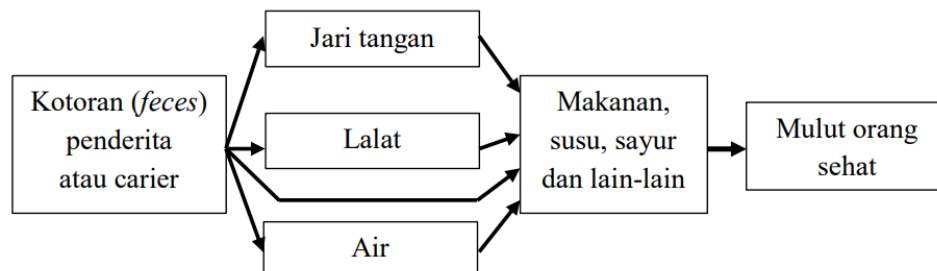 Kotoran (feces)
penderita
atau carier
Jari tangan
Lalat
Air
Makanan,
susu, sayur
dan lain-lain
Mulut orang
sehat